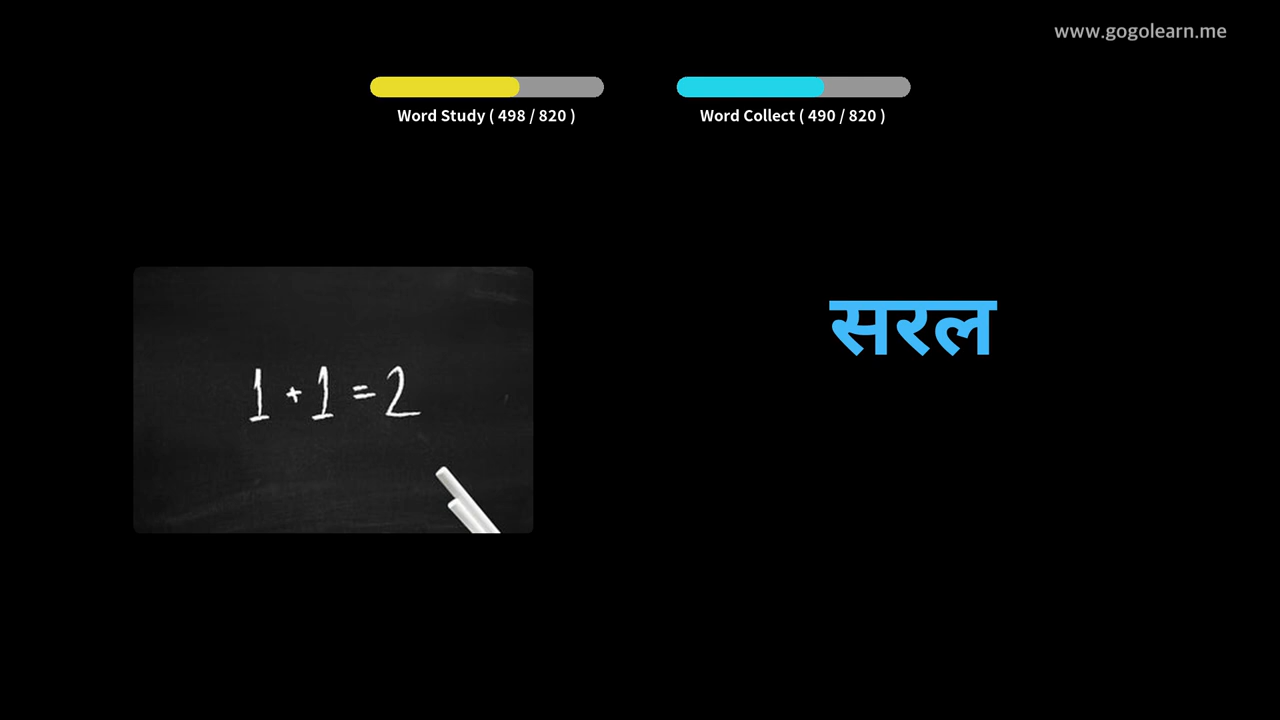 www.gogolearn.me
Word Study ( 498 / 820 )
Word Collect ( 490 / 820 )
सरल
1 + 1 = 2